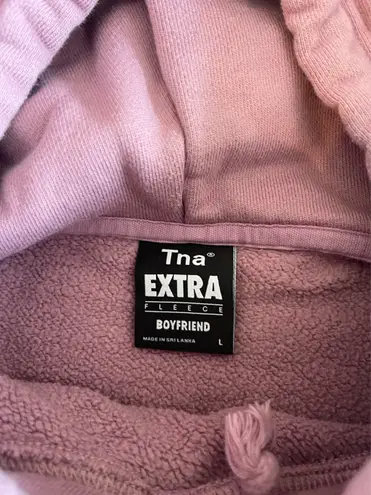 Tna®
EXTRA
FLEECE
BOYFRIEND
MADE IN SRI LANKA L